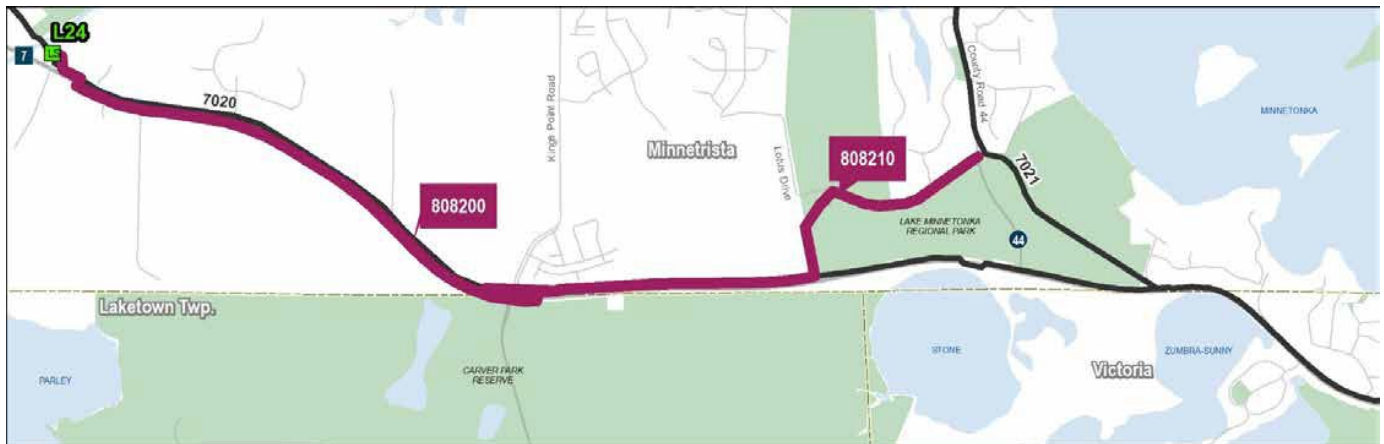 L24
LS
7
7020
808200
Kings Point Road
Minnetrista
Lotus Drive
808210
County Road 44
7021
MINNETONKA
LAKE MINNETONKA
REGIONAL PARK
44
Laketown Twp.
PARLEY
CARVER PARK
RESERVE
STONE
ZUMBRA-SUNNY
Victoria